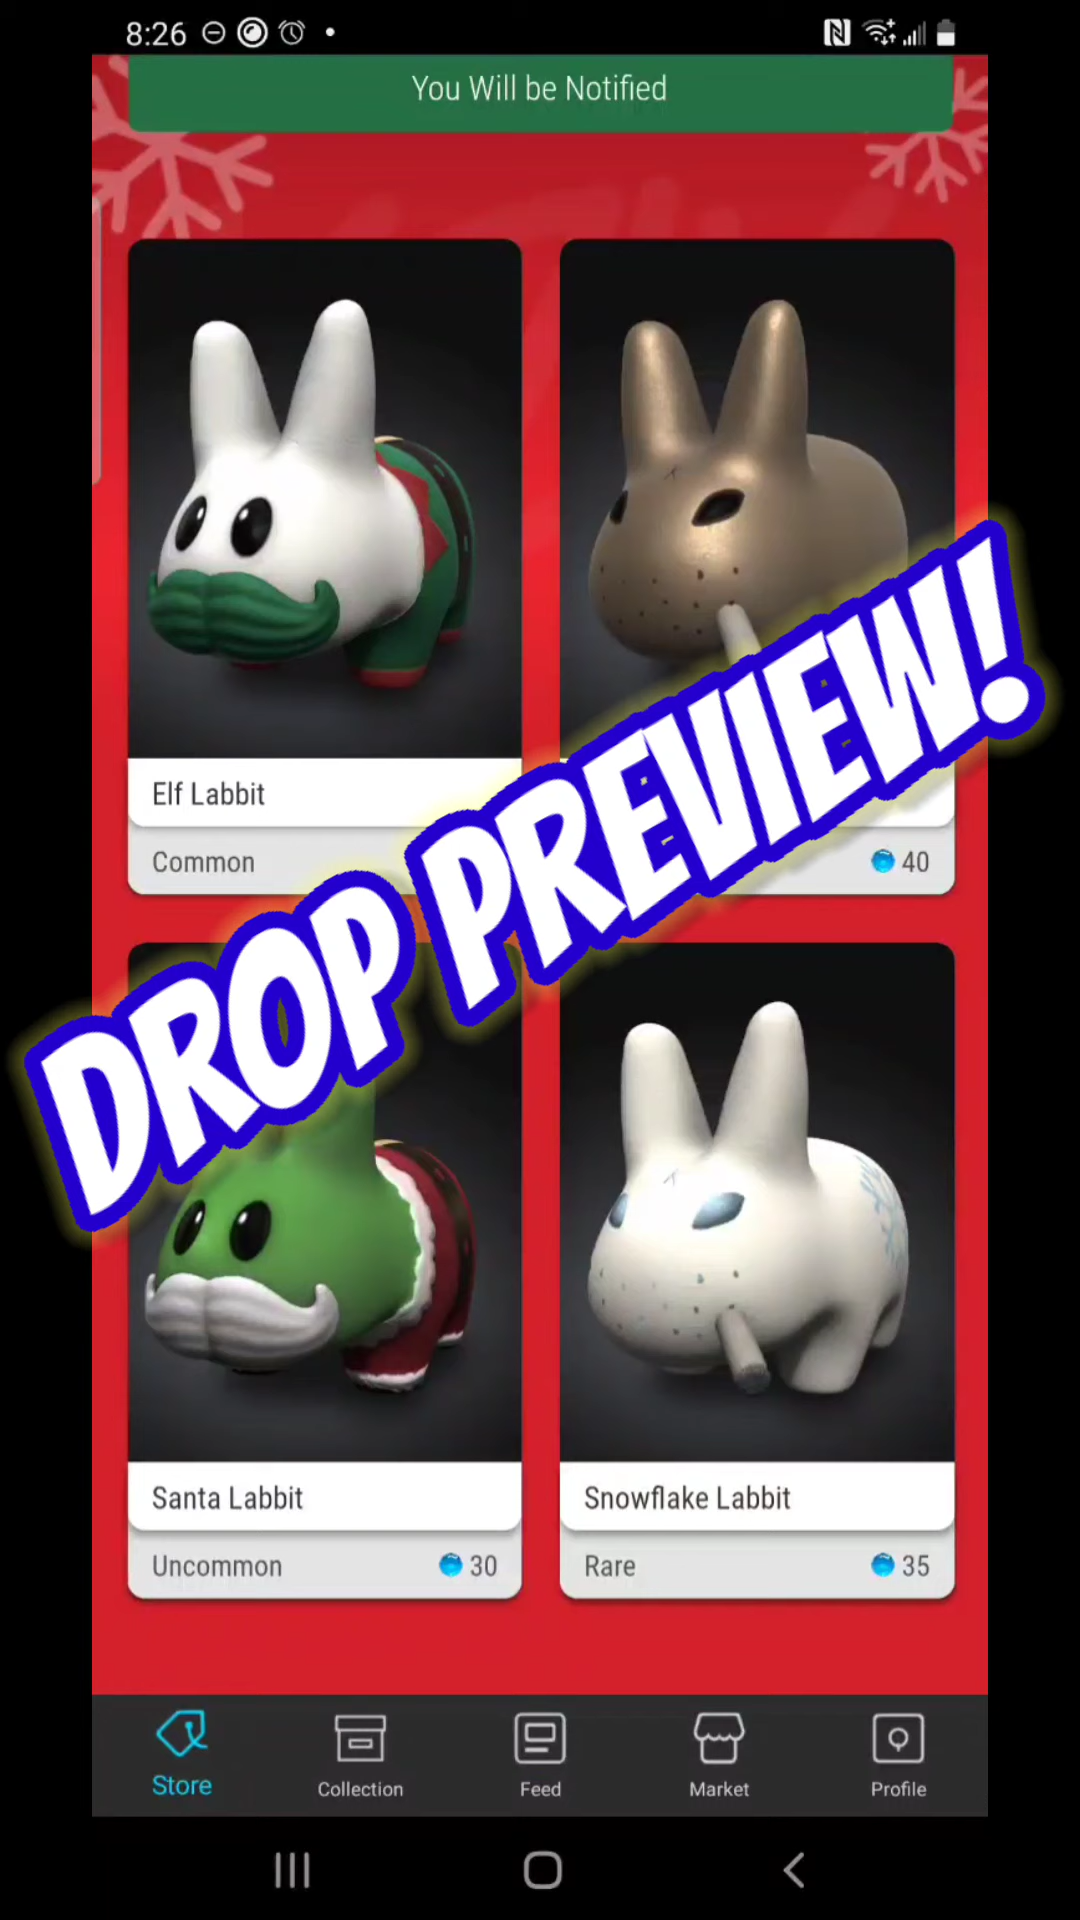 8:26
You Will be Notified
Elf Labbit
Common
40
DROP PREVIEW!
Santa Labbit
Snowflake Labbit
Uncommon
30
Rare
35
Store
Collection
Feed
Market
Profile